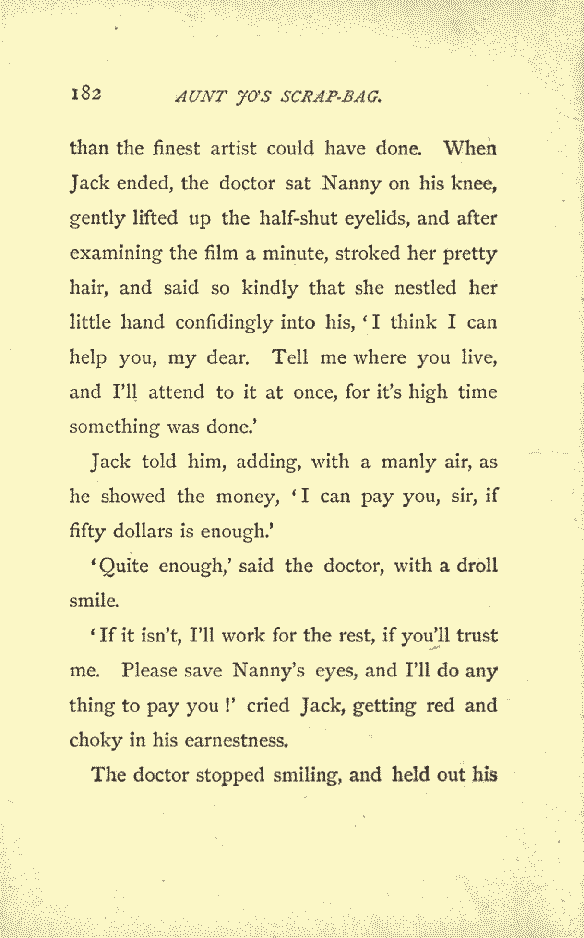 182 AUNT JO'S SCRAP-BAG.
than the finest artist could have done. When
Jack ended, the doctor sat Nanny on his knee,
gently lifted up the half-shut eyelids, and after
examining the film a minute, stroked her pretty
hair, and said so kindly that she nestled her
little hand confidingly into his, ‘I think I can
help you, my dear. Tell me where you live,
and I'll attend to it at once, for it's high time
something was done.’
Jack told him, adding, with a manly air, as
he showed the money, ‘I can pay you, sir, if
fifty dollars is enough.’
‘Quite enough,’ said the doctor, with a droll
smile.
‘If it isn't, I'll work for the rest, if you'll trust
me. Please save Nanny's eyes, and I'll do any
thing to pay you!’ cried Jack, getting red and
choky in his earnestness.
The doctor stopped smiling, and held out his